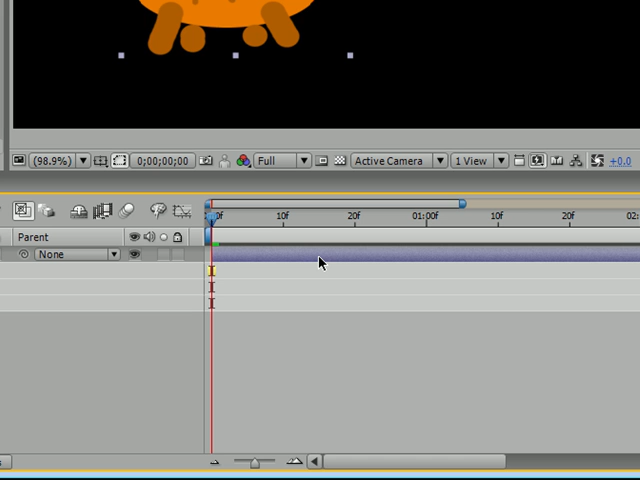 (98.9%) 0;00;00;00 Full Active Camera 1 View +0.0
0f 10f 20f 01:00f 10f 20f 02:
Parent
None